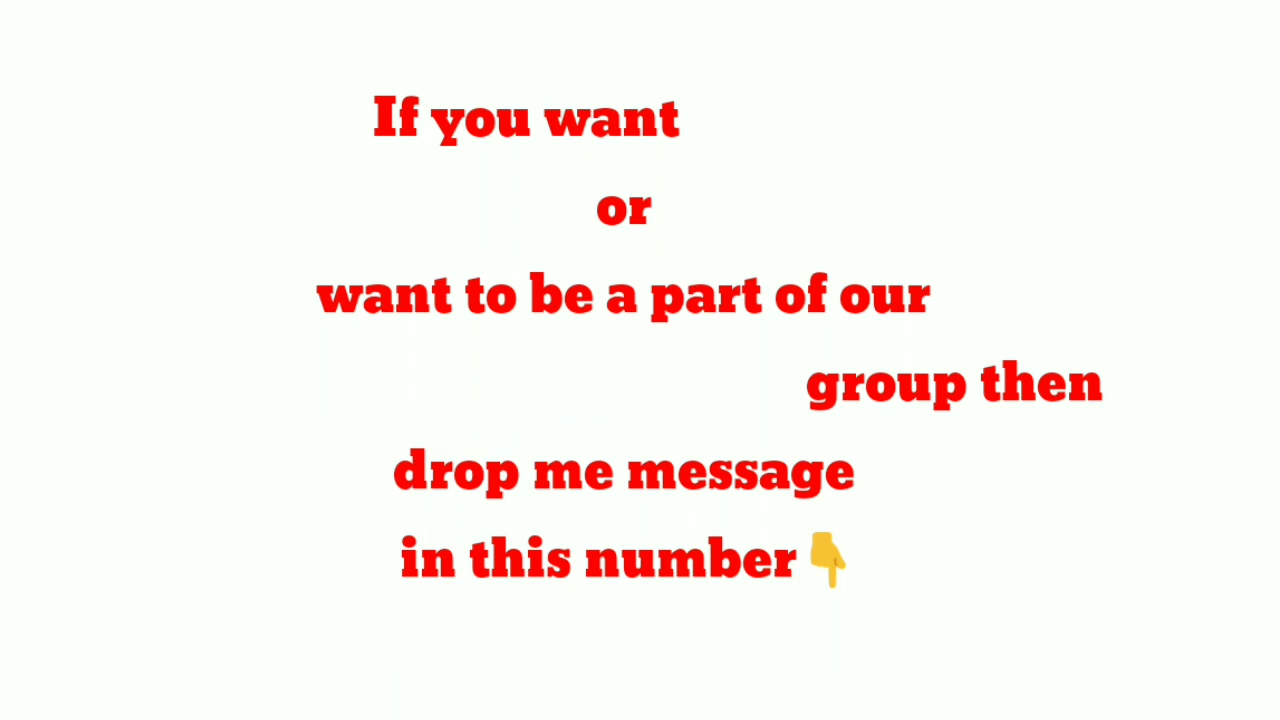 If you want
or
want to be a part of our
group then
drop me message
in this number👇